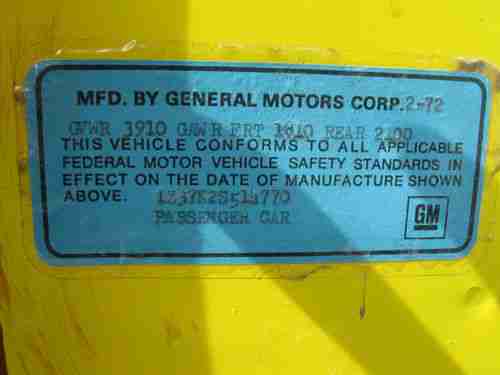 MFD. BY GENERAL MOTORS CORP. 2-72
GVWR 3910 GAWR FRT 1810 REAR 2100
THIS VEHICLE CONFORMS TO ALL APPLICABLE
FEDERAL MOTOR VEHICLE SAFETY STANDARDS IN
EFFECT ON THE DATE OF MANUFACTURE SHOWN
ABOVE. 1Z37K2S514770
PASSENGER CAR
GM